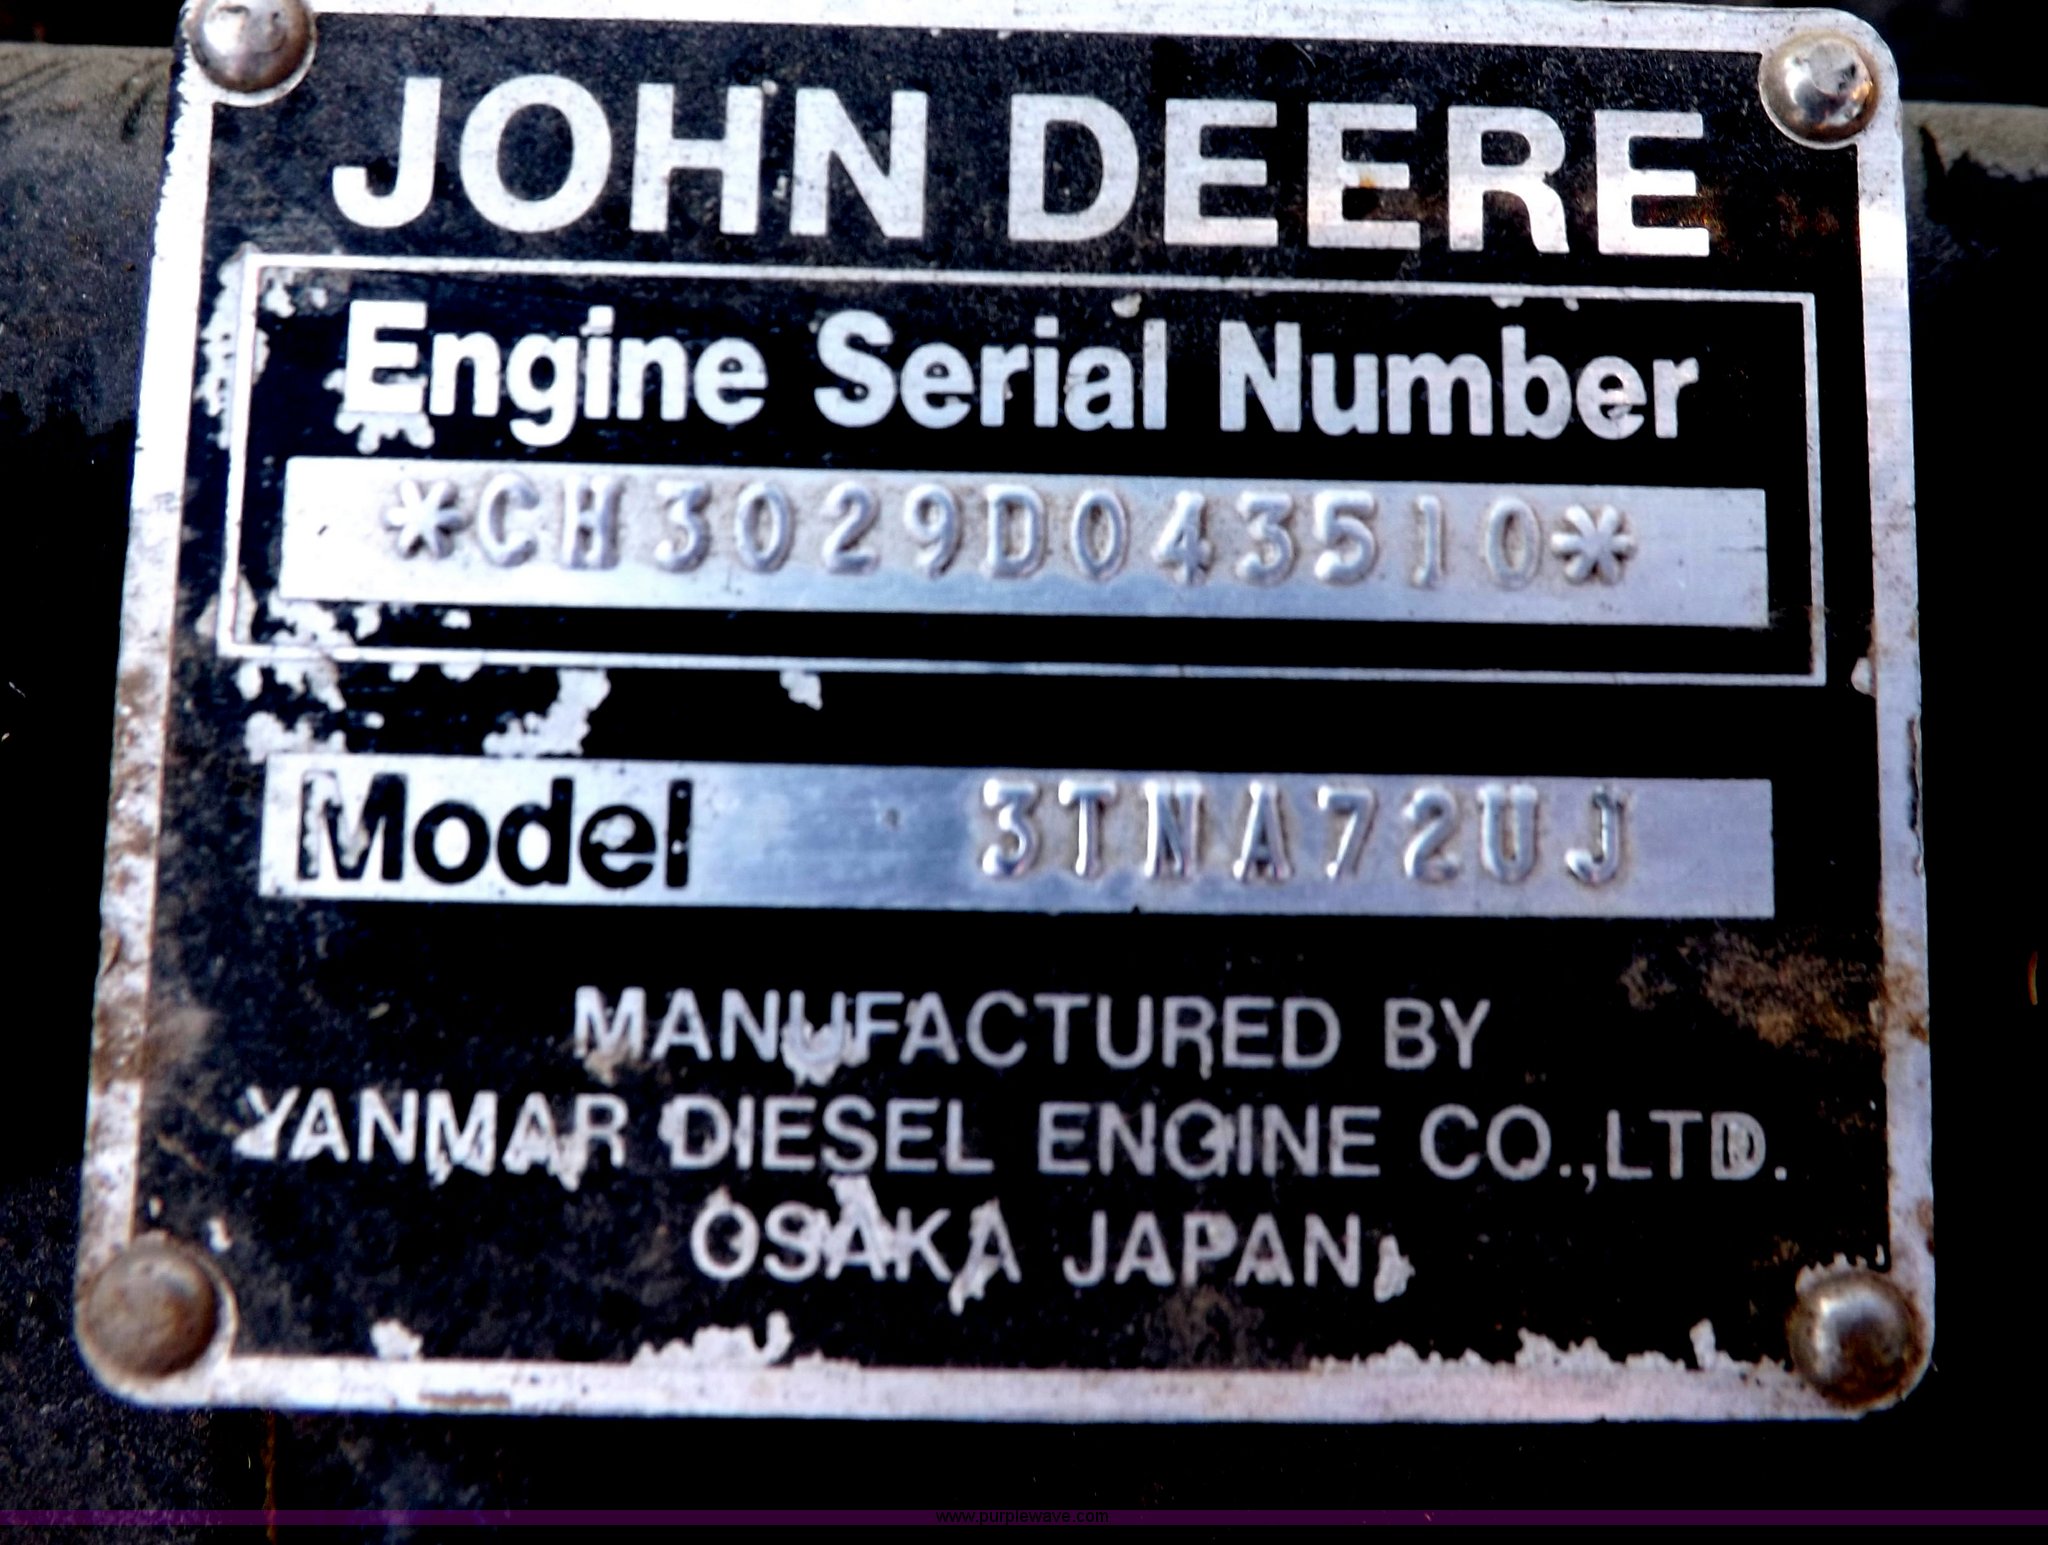 JOHN DEERE
Engine Serial Number
*CH3029D043510*
Model 3TNA72UJ
MANUFACTURED BY
YANMAR DIESEL ENGINE CO.,LTD.
OSAKA JAPAN
www.purplewave.com